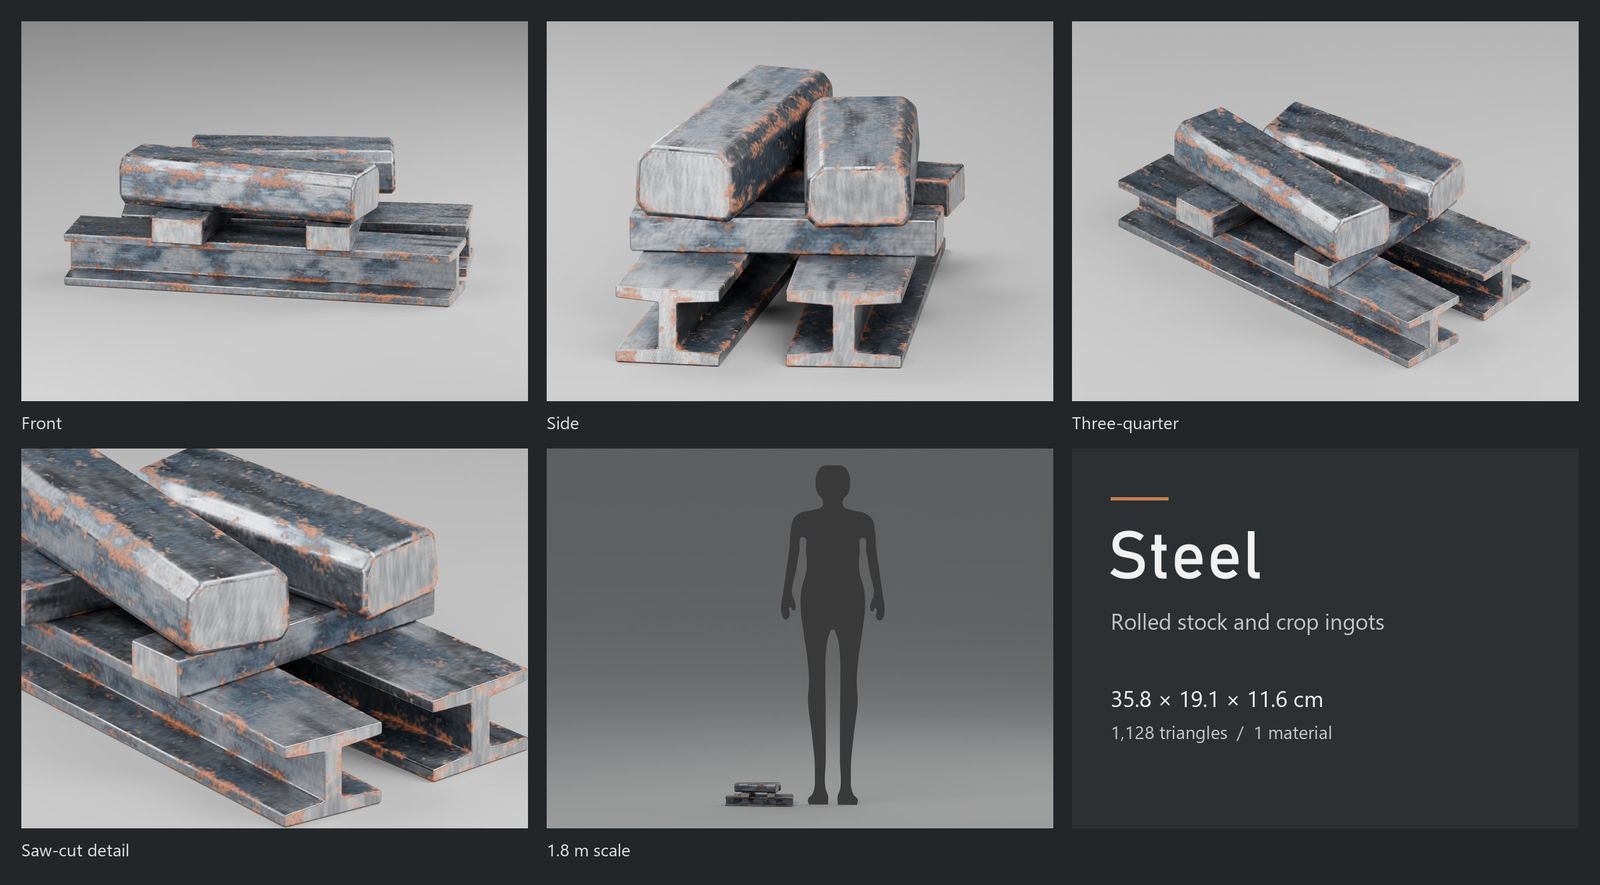 Front
Side
Three-quarter
Saw-cut detail
1.8 m scale
Steel
Rolled stock and crop ingots
35.8 × 19.1 × 11.6 cm
1,128 triangles / 1 material